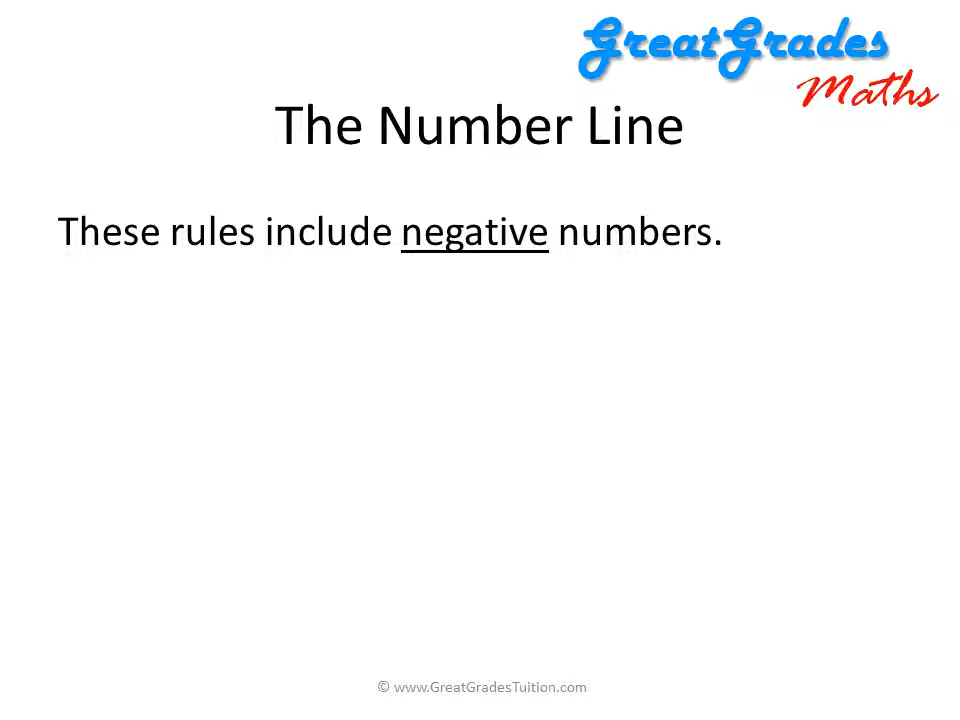 GreatGrades
Maths
The Number Line
These rules include negative numbers.
© www.GreatGradesTuition.com